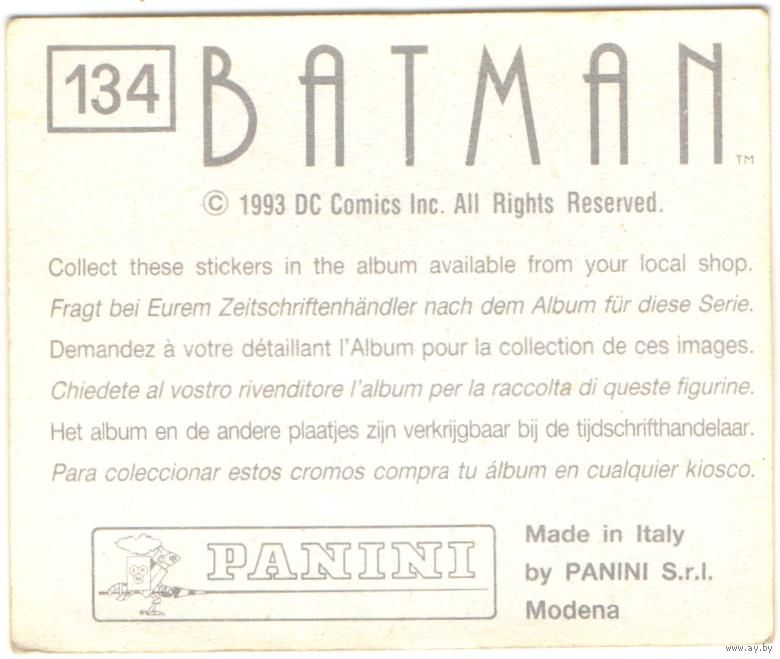 134 BATMAN™
© 1993 DC Comics Inc. All Rights Reserved.
Collect these stickers in the album available from your local shop.
Fragt bei Eurem Zeitschriftenhändler nach dem Album für diese Serie.
Demandez à votre détaillant l'Album pour la collection de ces images.
Chiedete al vostro rivenditore l'album per la raccolta di queste figurine.
Het album en de andere plaatjes zijn verkrijgbaar bij de tijdschrifthandelaar.
Para coleccionar estos cromos compra tu álbum en cualquier kiosco.
PANINI
Made in Italy
by PANINI S.r.l.
Modena
www.ay.by